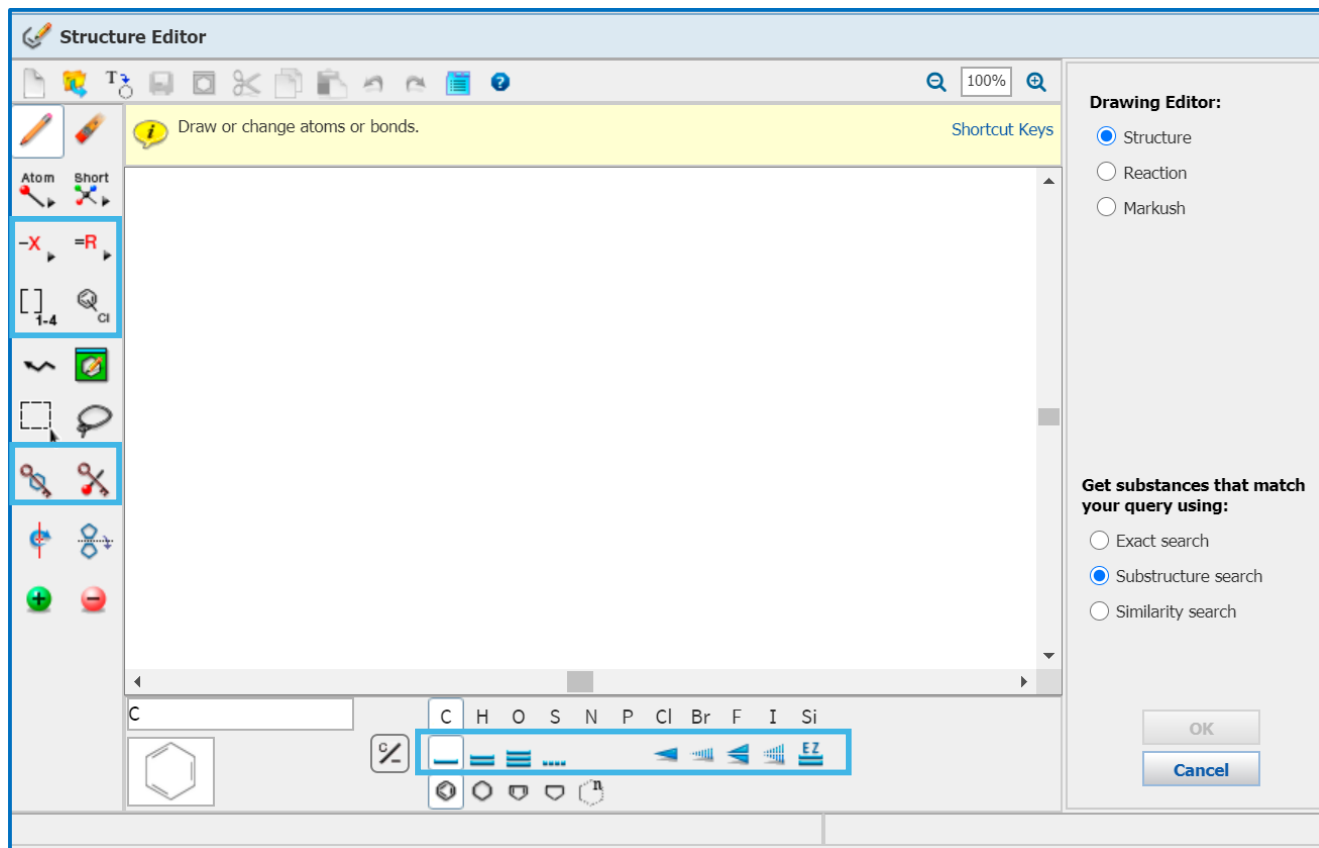 Structure Editor
T
100%
Draw or change atoms or bonds.
Shortcut Keys
Atom Short
-X =R
[ ] 1-4 Cl
C
C H O S N P Cl Br F I Si
C/–
EZ
n
Drawing Editor:
Structure
Reaction
Markush
Get substances that match
your query using:
Exact search
Substructure search
Similarity search
OK
Cancel